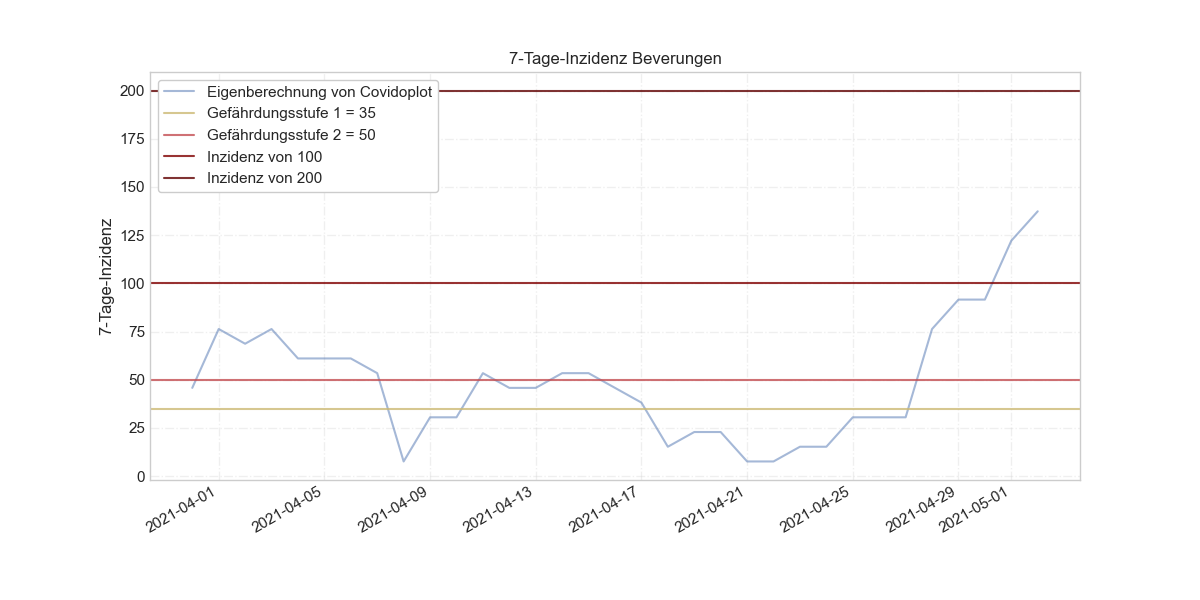 7-Tage-Inzidenz Beverungen
Eigenberechnung von Covidoplot
Gefährdungsstufe 1 = 35
Gefährdungsstufe 2 = 50
Inzidenz von 100
Inzidenz von 200
7-Tage-Inzidenz
200
175
150
125
100
75
50
25
0
2021-04-01
2021-04-05
2021-04-09
2021-04-13
2021-04-17
2021-04-21
2021-04-25
2021-04-29
2021-05-01